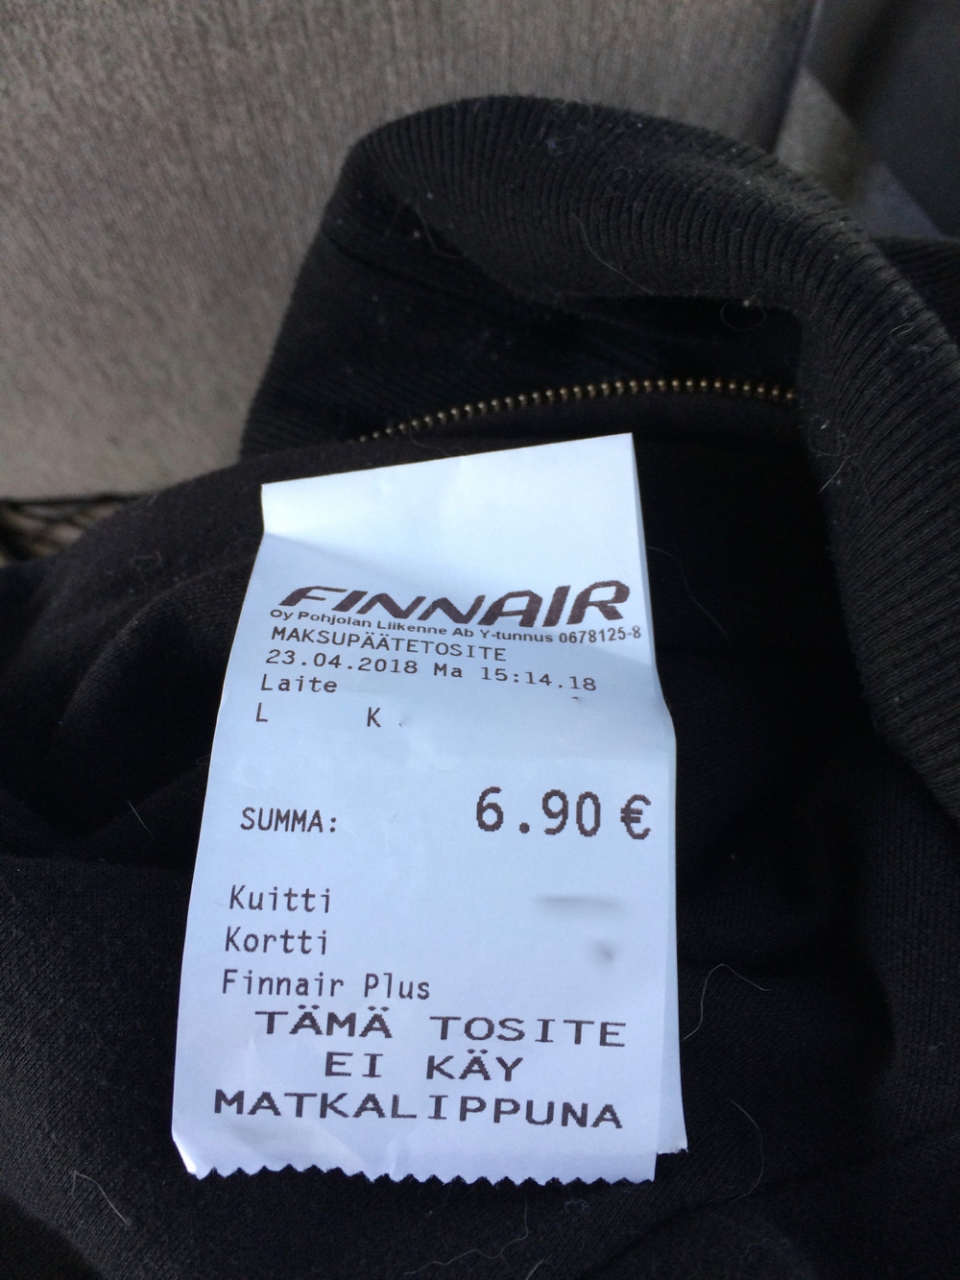 FINNAIR
Oy Pohjolan Liikenne Ab Y-tunnus 0678125-8
MAKSUPÄÄTETOSITE
23.04.2018 Ma 15:14.18
Laite
L K
SUMMA: 6.90 €
Kuitti
Kortti
Finnair Plus
TÄMÄ TOSITE
EI KÄY
MATKALIPPUNA